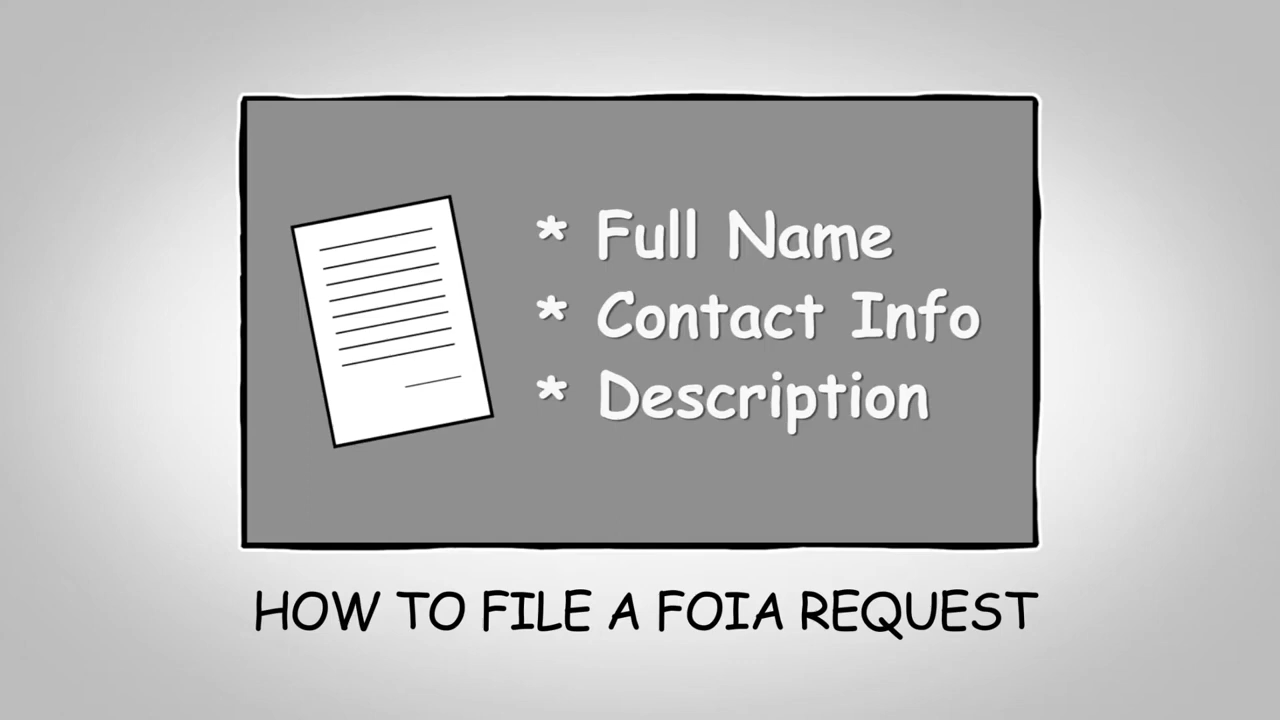 * Full Name
* Contact Info
* Description
HOW TO FILE A FOIA REQUEST